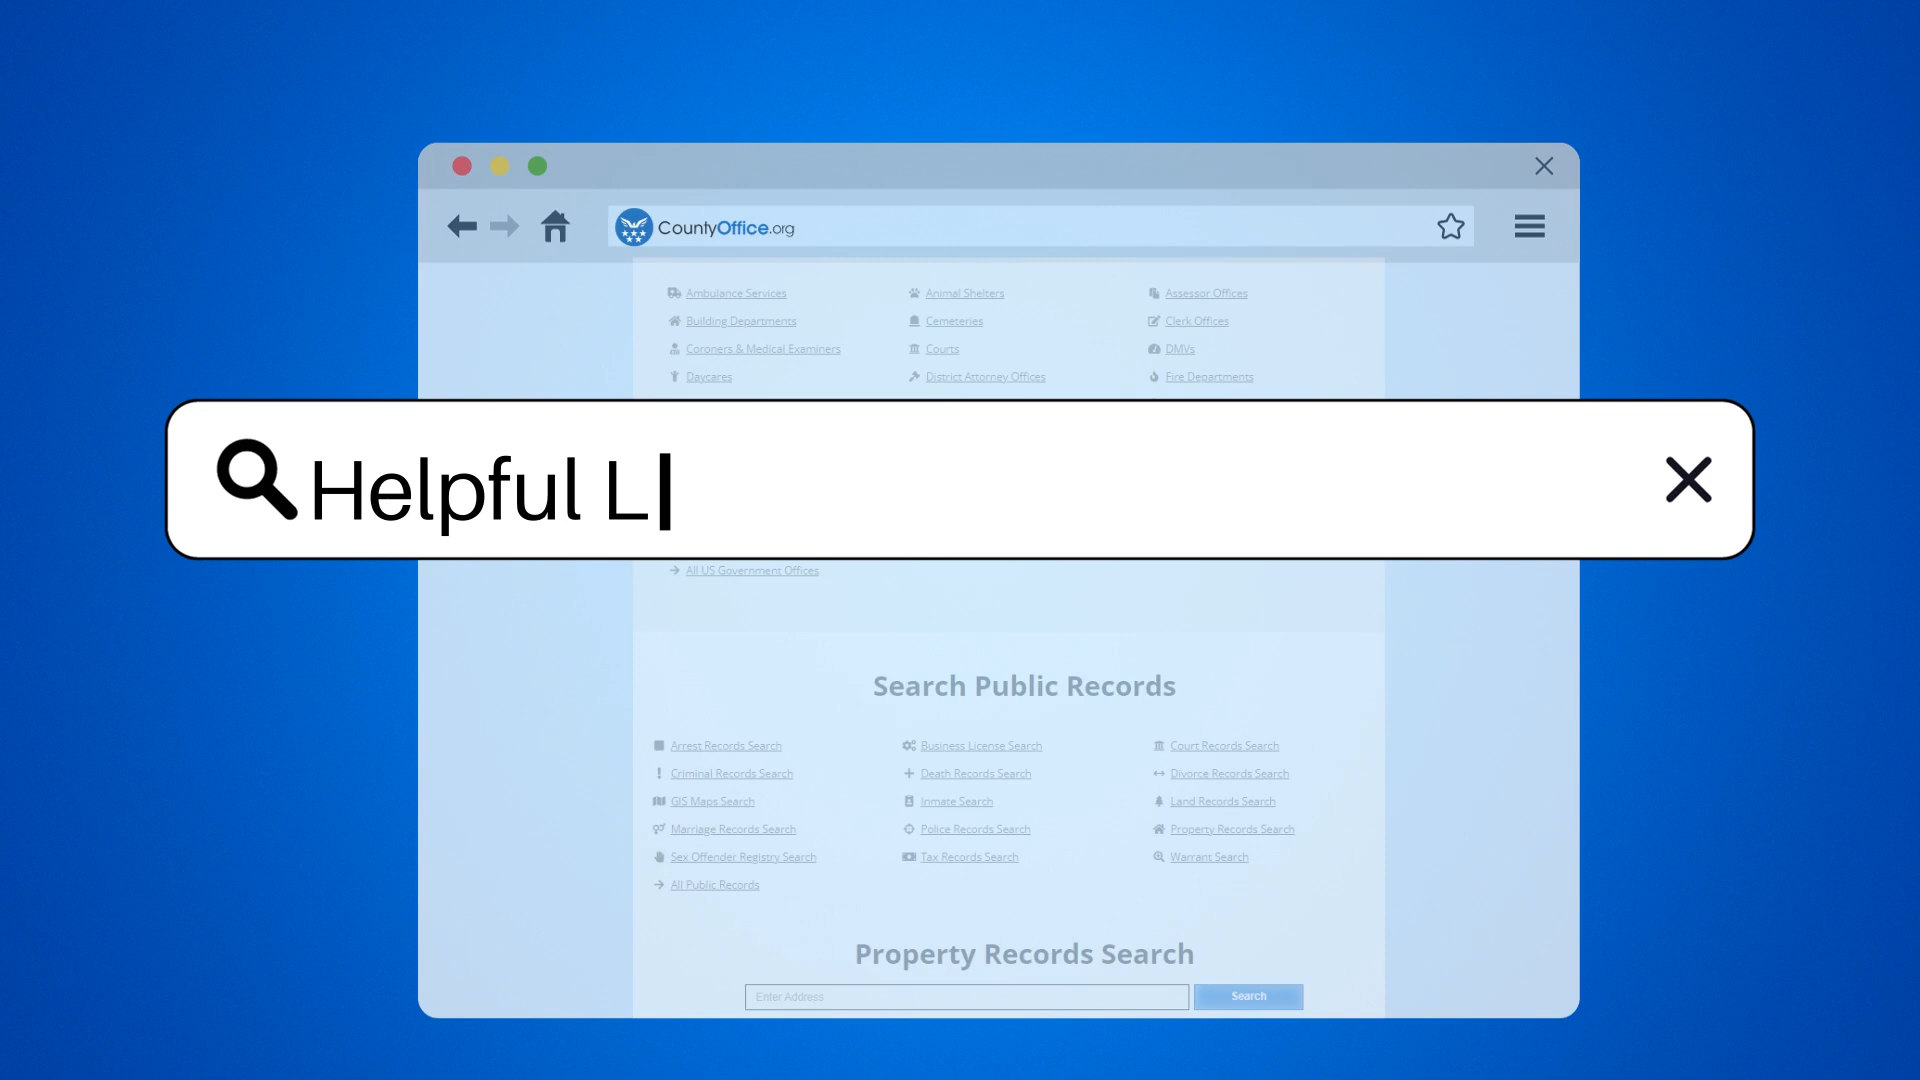 CountyOffice.org
Ambulance Services Animal Shelters Assessor Offices
Building Departments Cemeteries Clerk Offices
Coroners & Medical Examiners Courts DMVs
Daycares District Attorney Offices Fire Departments
Helpful L
All US Government Offices
Search Public Records
Arrest Records Search Business License Search Court Records Search
Criminal Records Search Death Records Search Divorce Records Search
GIS Maps Search Inmate Search Land Records Search
Marriage Records Search Police Records Search Property Records Search
Sex Offender Registry Search Tax Records Search Warrant Search
All Public Records
Property Records Search
Enter Address Search